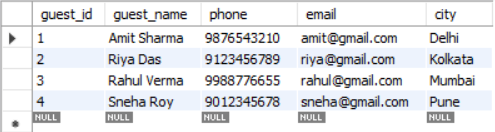 guest_id guest_name phone email city
1 Amit Sharma 9876543210 amit@gmail.com Delhi
2 Riya Das 9123456789 riya@gmail.com Kolkata
3 Rahul Verma 9988776655 rahul@gmail.com Mumbai
4 Sneha Roy 9012345678 sneha@gmail.com Pune
NULL NULL NULL NULL NULL